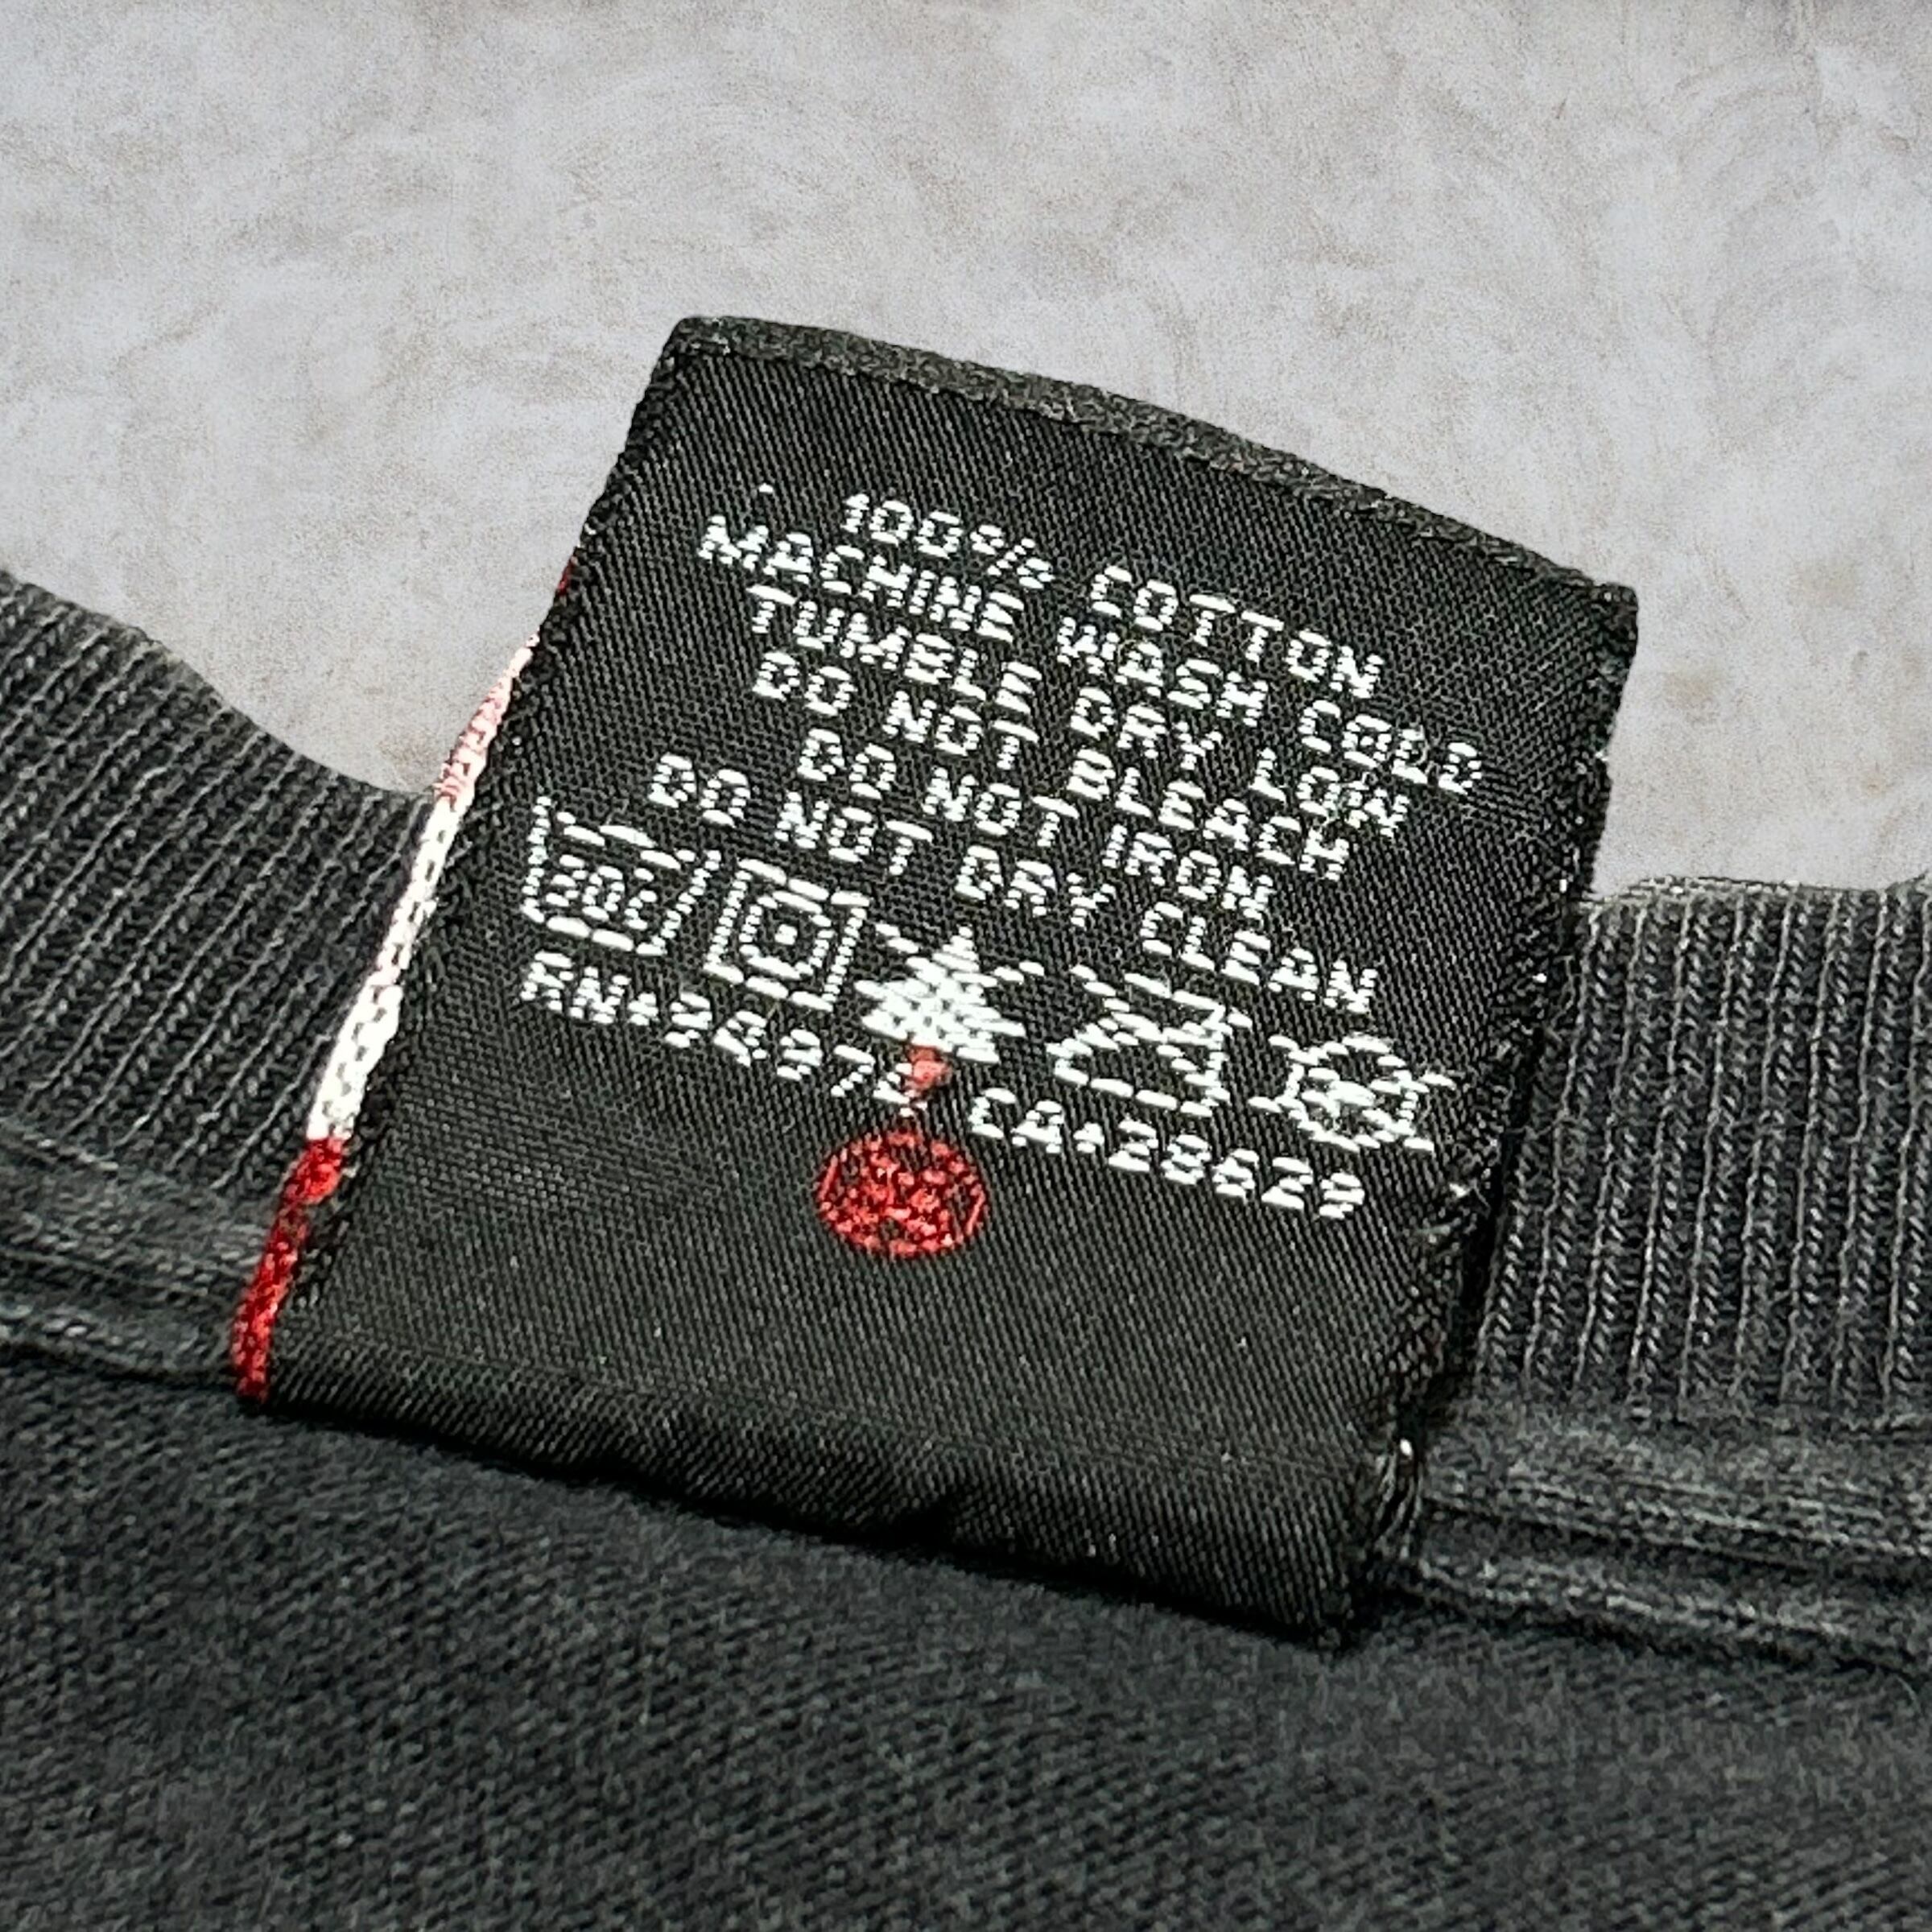 100% COTTON
MACHINE WASH COLD
TUMBLE DRY LOW
DO NOT BLEACH
DO NOT IRON
DO NOT DRY CLEAN
30°C
CA#28629